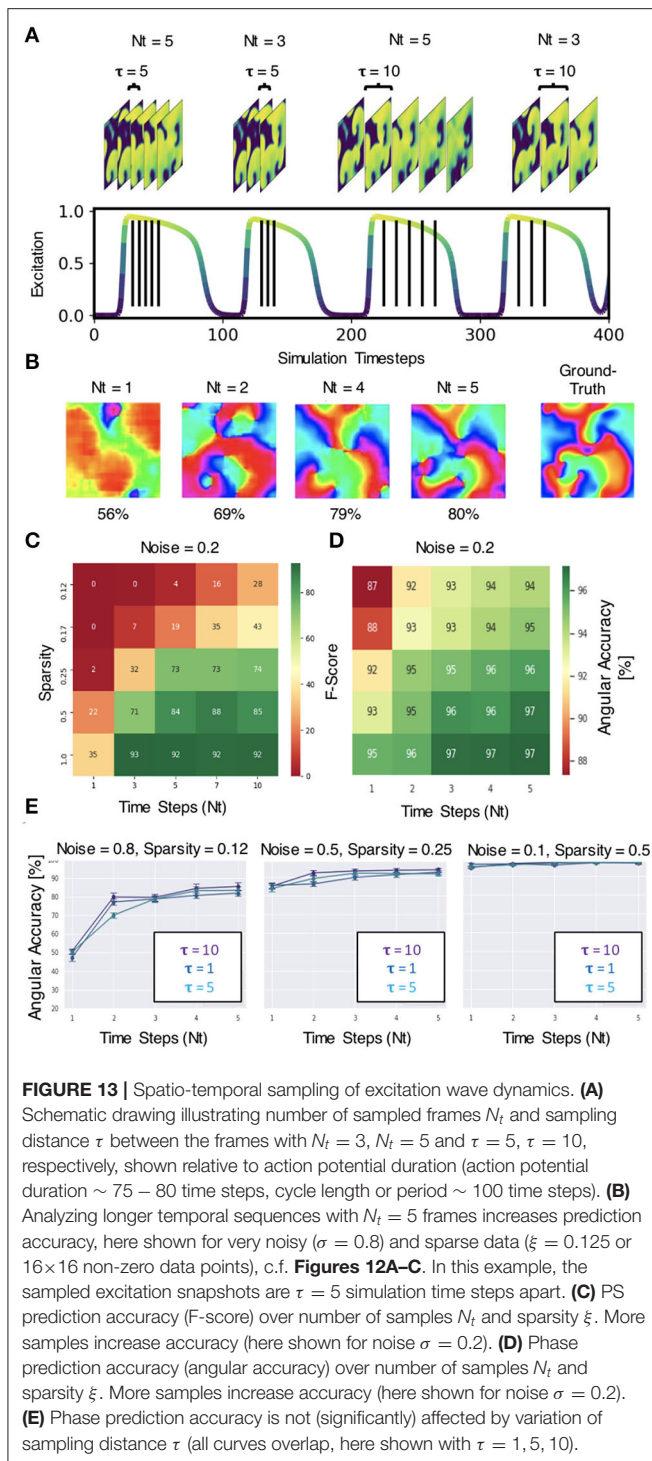 A
Nt = 5 Nt = 3 Nt = 5 Nt = 3
τ = 5 τ = 5 τ = 10 τ = 10
Excitation
1.0
0.5
0.0
0 100 200 300 400
Simulation Timesteps
B
Nt = 1 Nt = 2 Nt = 4 Nt = 5 Ground-
Truth
56% 69% 79% 80%
C
Noise = 0.2
Sparsity
0.12 0 0 4 16 28
0.17 0 7 19 35 43
0.25 2 32 73 73 74
0.5 22 71 84 88 85
1.0 35 93 92 92 92
1 3 5 7 10
Time Steps (Nt)
80
60
40
20
0
F-Score
D
Noise = 0.2
87 92 93 94 94
88 93 93 94 95
92 95 95 96 96
93 95 96 96 97
95 96 97 97 97
1 2 3 4 5
Time Steps (Nt)
96
94
92
90
88
Angular Accuracy
[%]
E
Noise = 0.8, Sparsity = 0.12 Noise = 0.5, Sparsity = 0.25 Noise = 0.1, Sparsity = 0.5
Angular Accuracy [%]
100
90
80
70
60
50
40
30
20
τ = 10 τ = 10 τ = 10
τ = 1 τ = 1 τ = 1
τ = 5 τ = 5 τ = 5
1 2 3 4 5 1 2 3 4 5 1 2 3 4 5
Time Steps (Nt) Time Steps (Nt) Time Steps (Nt)
FIGURE 13 | Spatio-temporal sampling of excitation wave dynamics. (A)
Schematic drawing illustrating number of sampled frames Nt and sampling
distance τ between the frames with Nt = 3, Nt = 5 and τ = 5, τ = 10,
respectively, shown relative to action potential duration (action potential
duration ∼ 75 − 80 time steps, cycle length or period ∼ 100 time steps). (B)
Analyzing longer temporal sequences with Nt = 5 frames increases prediction
accuracy, here shown for very noisy (σ = 0.8) and sparse data (ξ = 0.125 or
16×16 non-zero data points), c.f. Figures 12A–C. In this example, the
sampled excitation snapshots are τ = 5 simulation time steps apart. (C) PS
prediction accuracy (F-score) over number of samples Nt and sparsity ξ. More
samples increase accuracy (here shown for noise σ = 0.2). (D) Phase
prediction accuracy (angular accuracy) over number of samples Nt and
sparsity ξ. More samples increase accuracy (here shown for noise σ = 0.2).
(E) Phase prediction accuracy is not (significantly) affected by variation of
sampling distance τ (all curves overlap, here shown with τ = 1, 5, 10).